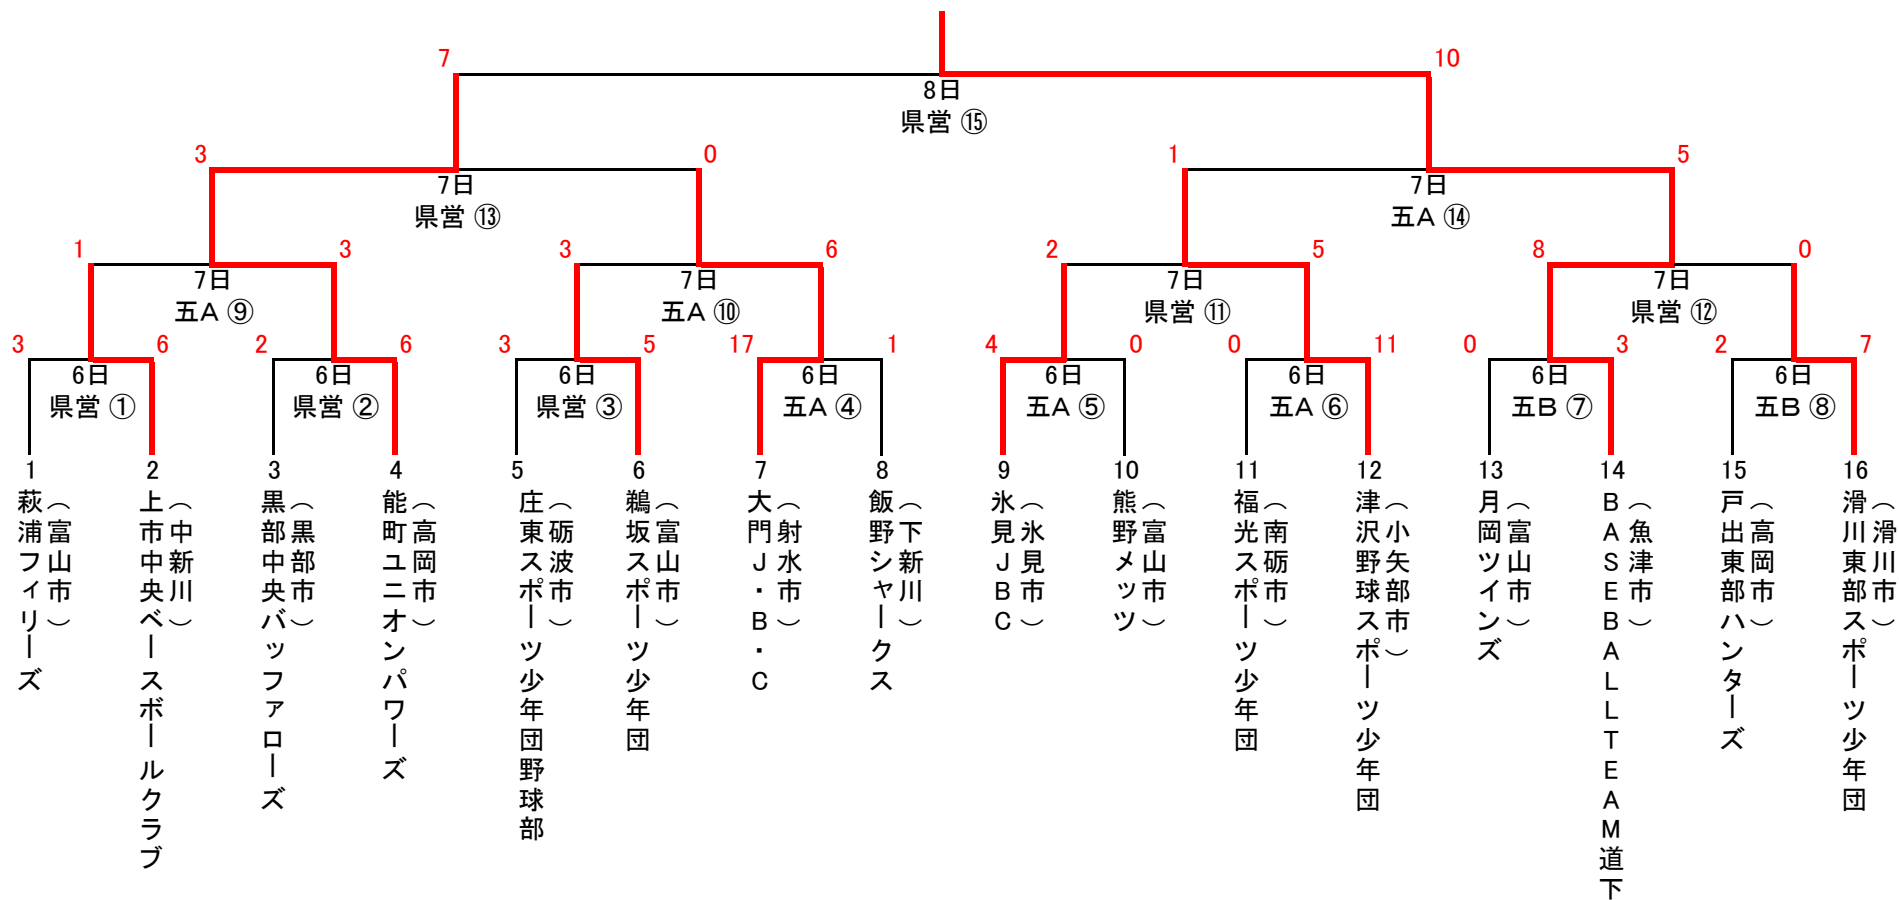 7
10
8日
県営 ⑮
3
0
1
5
7日
県営 ⑬
7日
五A ⑭
1
3
3
6
2
5
8
0
7日
五A ⑨
7日
五A ⑩
7日
県営 ⑪
7日
県営 ⑫
3
6
2
6
3
5
17
1
4
0
0
11
0
3
2
7
6日
県営 ①
6日
県営 ②
6日
県営 ③
6日
五A ④
6日
五A ⑤
6日
五A ⑥
6日
五B ⑦
6日
五B ⑧
1
萩浦フィリーズ
（富山市）
2
上市中央ベースボールクラブ
（中新川）
3
黒部中央バッファローズ
（黒部市）
4
能町ユニオンパワーズ
（高岡市）
5
庄東スポーツ少年団野球部
（砺波市）
6
鵜坂スポーツ少年団
（富山市）
7
大門J・B・C
（射水市）
8
飯野シャークス
（下新川）
9
氷見JBC
（氷見市）
10
熊野メッツ
（富山市）
11
福光スポーツ少年団
（南砺市）
12
津沢野球スポーツ少年団
（小矢部市）
13
月岡ツインズ
（富山市）
14
BASEBALLTEAM道下
（魚津市）
15
戸出東部ハンターズ
（高岡市）
16
滑川東部スポーツ少年団
（滑川市）